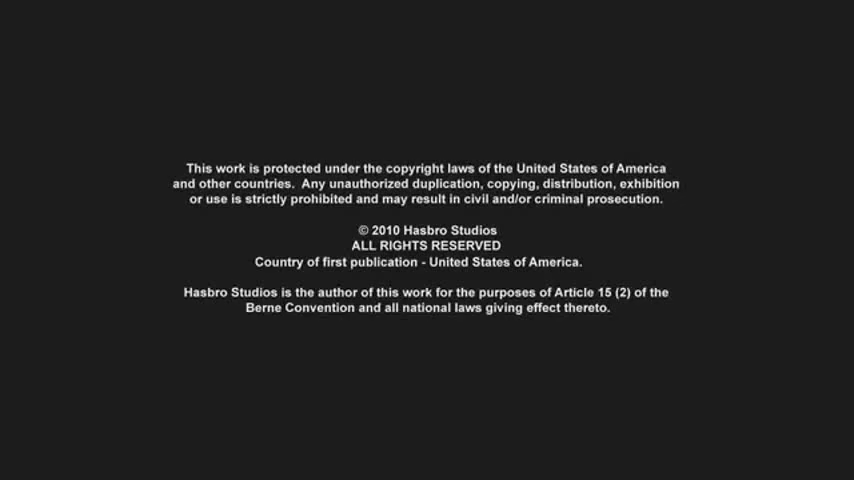 This work is protected under the copyright laws of the United States of America
and other countries.  Any unauthorized duplication, copying, distribution, exhibition
or use is strictly prohibited and may result in civil and/or criminal prosecution.
© 2010 Hasbro Studios
ALL RIGHTS RESERVED
Country of first publication - United States of America.
Hasbro Studios is the author of this work for the purposes of Article 15 (2) of the
Berne Convention and all national laws giving effect thereto.